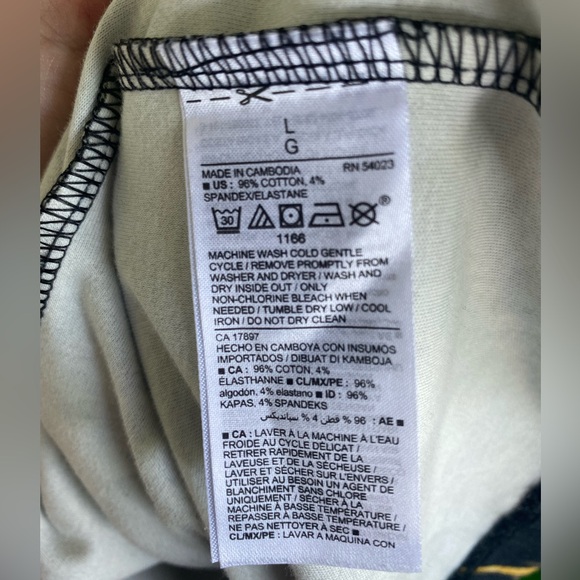 L
G
MADE IN CAMBODIA RN 54023
■ US : 96% COTTON, 4%
SPANDEX/ELASTANE
30
®
1166
MACHINE WASH COLD GENTLE
CYCLE / REMOVE PROMPTLY FROM
WASHER AND DRYER / WASH AND
DRY INSIDE OUT / ONLY
NON-CHLORINE BLEACH WHEN
NEEDED / TUMBLE DRY LOW / COOL
IRON / DO NOT DRY CLEAN
CA 17897
HECHO EN CAMBOYA CON INSUMOS
IMPORTADOS / DIBUAT DI KAMBOJA
■ CA : 96% COTON, 4%
ÉLASTHANNE ■ CL/MX/PE : 96%
algodón, 4% elastano ■ ID : 96%
KAPAS, 4% SPANDEKS
■ AE : 96 % قطن 4 % سباندیكس
■ CA : LAVER À LA MACHINE À L'EAU
FROIDE AU CYCLE DÉLICAT /
RETIRER RAPIDEMENT DE LA
LAVEUSE ET DE LA SÉCHEUSE /
LAVER ET SÉCHER SUR L'ENVERS /
UTILISER AU BESOIN UN AGENT DE
BLANCHIMENT SANS CHLORE
UNIQUEMENT / SÉCHER À LA
MACHINE À BASSE TEMPÉRATURE /
REPASSER À BASSE TEMPÉRATURE /
NE PAS NETTOYER À SEC /
CL/MX/PE : LAVAR A MAQUINA CON